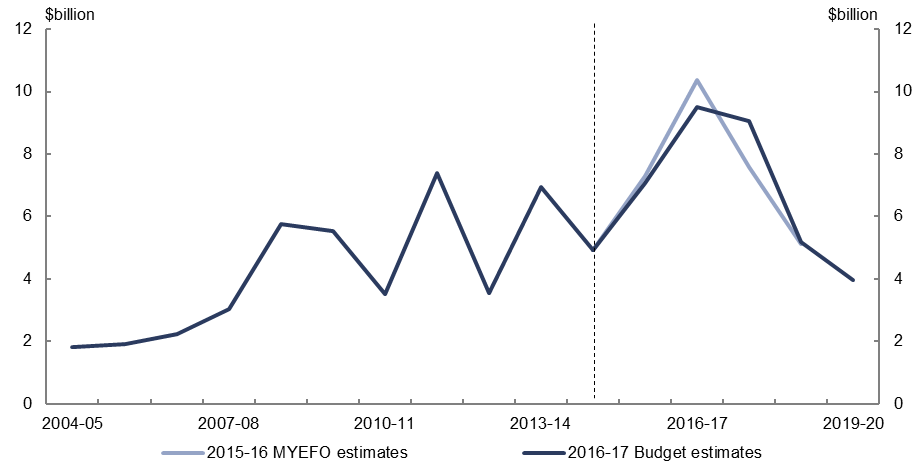 $billion $billion
12 12
10 10
8 8
6 6
4 4
2 2
0 0
2004-05 2007-08 2010-11 2013-14 2016-17 2019-20
2015-16 MYEFO estimates 2016-17 Budget estimates